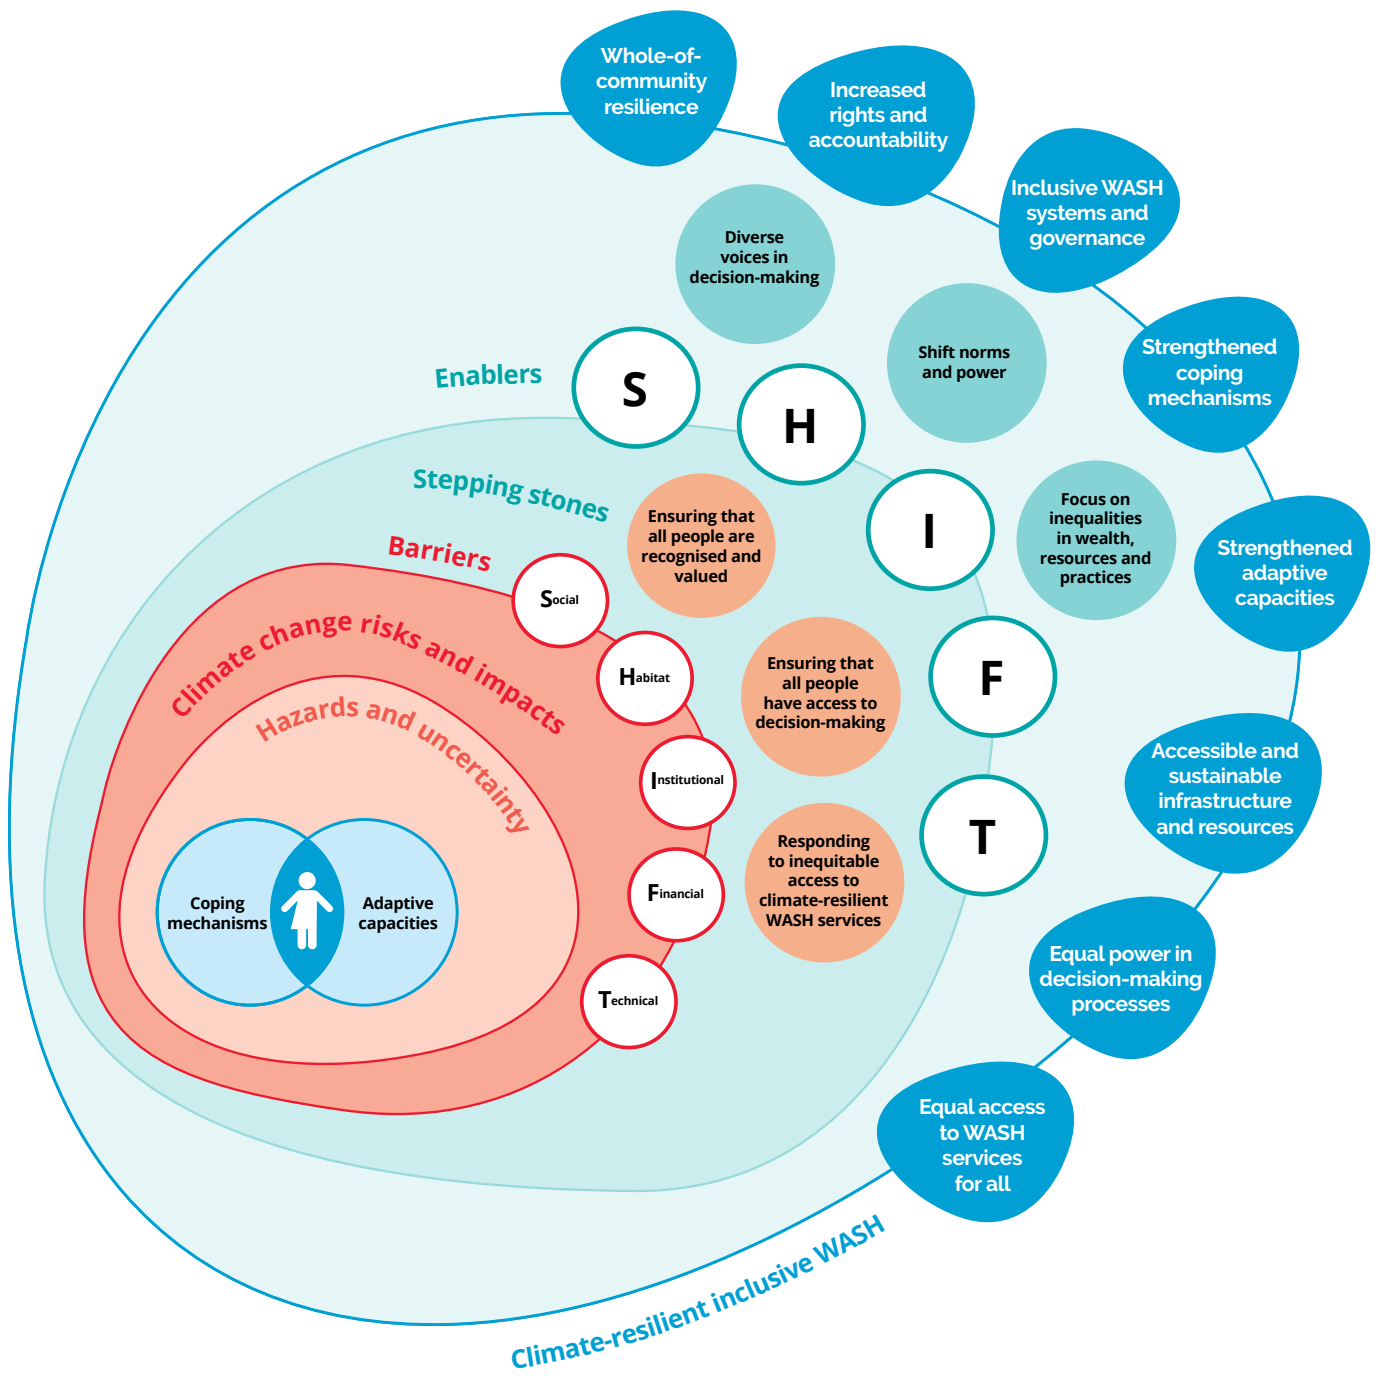 Whole-of-
community
resilience
Increased
rights and
accountability
Inclusive WASH
systems and
governance
Strengthened
coping
mechanisms
Strengthened
adaptive
capacities
Accessible and
sustainable
infrastructure
and resources
Equal power in
decision-making
processes
Equal access
to WASH
services
for all
Climate-resilient inclusive WASH
Diverse
voices in
decision-making
Shift norms
and power
Focus on
inequalities
in wealth,
resources and
practices
Enablers
S
H
I
F
T
Stepping stones
Ensuring that
all people are
recognised and
valued
Ensuring that
all people
have access to
decision-making
Responding
to inequitable
access to
climate-resilient
WASH services
Barriers
Social
Habitat
Institutional
Financial
Technical
Climate change risks and impacts
Hazards and uncertainty
Coping
mechanisms
Adaptive
capacities